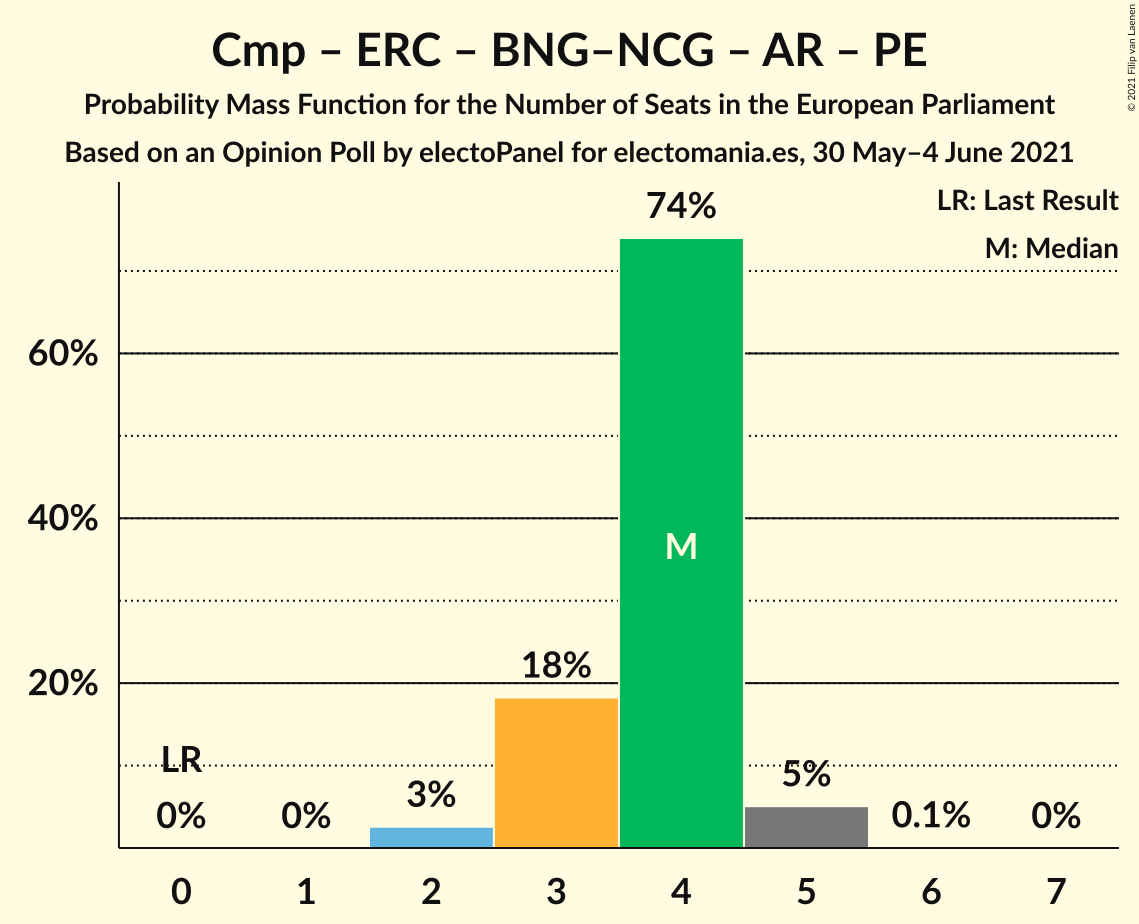 Cmp – ERC – BNG–NCG – AR – PE
Probability Mass Function for the Number of Seats in the European Parliament
Based on an Opinion Poll by electoPanel for electomania.es, 30 May–4 June 2021
© 2021 Filip van Laenen
LR: Last Result
M: Median
74%
60%
40%
M
20%
18%
LR
0%
0%
3%
5%
0.1%
0%
0 1 2 3 4 5 6 7